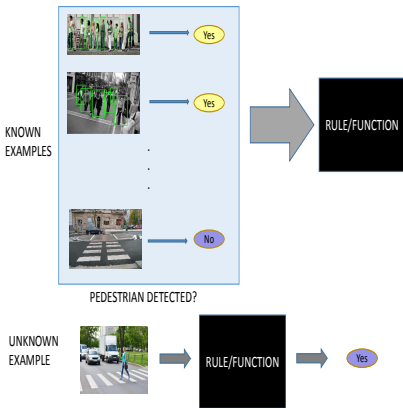 Yes
Yes
KNOWN
EXAMPLES
RULE/FUNCTION
.
.
.
No
PEDESTRIAN DETECTED?
UNKNOWN
EXAMPLE
RULE/FUNCTION
Yes